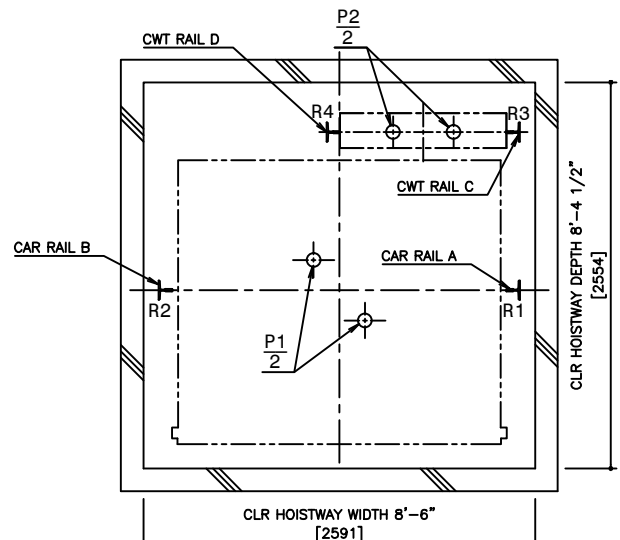 P2
2
CWT RAIL D
R4
R3
CWT RAIL C
CAR RAIL B
CAR RAIL A
R2
R1
P1
2
CLR HOISTWAY DEPTH 8'-4 1/2"
[2554]
CLR HOISTWAY WIDTH 8'-6"
[2591]